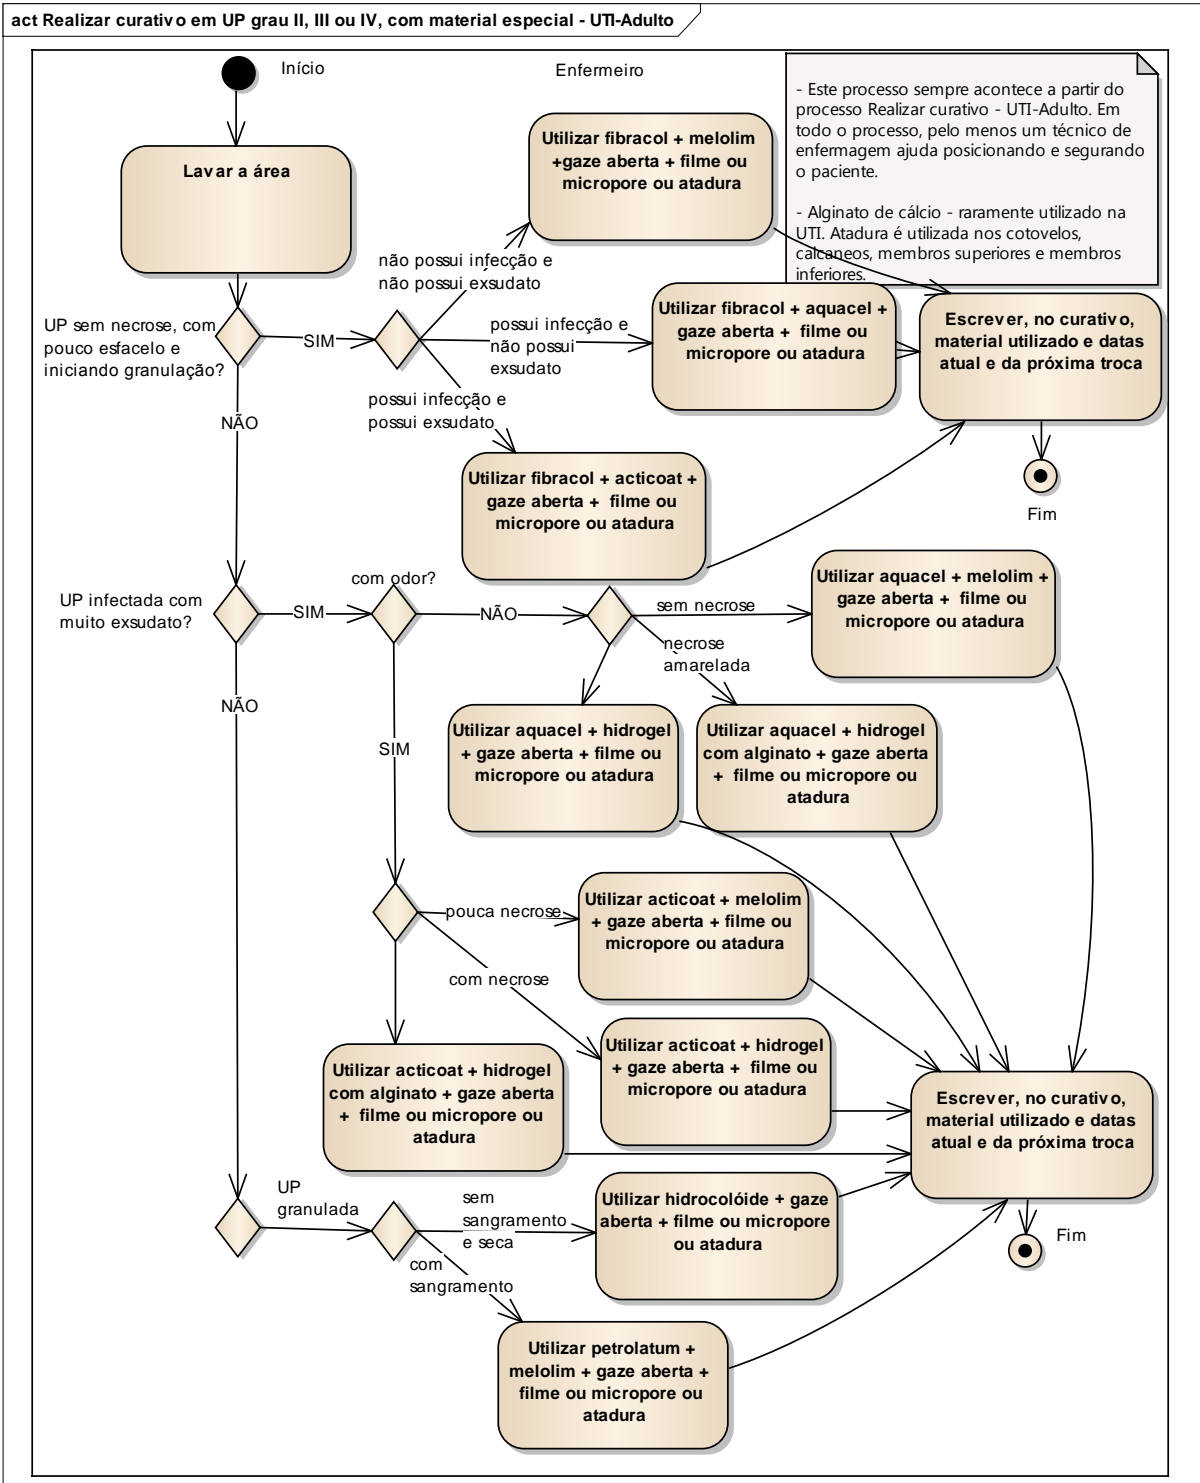 act Realizar curativo em UP grau II, III ou IV, com material especial - UTI-Adulto
Início
Enfermeiro
- Este processo sempre acontece a partir do
processo Realizar curativo - UTI-Adulto. Em
todo o processo, pelo menos um técnico de
enfermagem ajuda posicionando e segurando
o paciente.
- Alginato de cálcio - raramente utilizado na
UTI. Atadura é utilizada nos cotovelos,
calcaneos, membros superiores e membros
inferiores.
Lavar a área
Utilizar fibracol + melolim
+gaze aberta + filme ou
micropore ou atadura
não possui infecção e
não possui exsudato
UP sem necrose, com
pouco esfacelo e
iniciando granulação?
SIM
possui infecção e
não possui
exsudato
Utilizar fibracol + aquacel +
gaze aberta + filme ou
micropore ou atadura
Escrever, no curativo,
material utilizado e datas
atual e da próxima troca
possui infecção e
possui exsudato
NÃO
Utilizar fibracol + acticoat +
gaze aberta + filme ou
micropore ou atadura
Fim
UP infectada com
muito exsudato?
SIM
com odor?
NÃO
sem necrose
Utilizar aquacel + melolim +
gaze aberta + filme ou
micropore ou atadura
necrose
amarelada
NÃO
SIM
Utilizar aquacel + hidrogel
+ gaze aberta + filme ou
micropore ou atadura
Utilizar aquacel + hidrogel
com alginato + gaze aberta
+ filme ou micropore ou
atadura
pouca necrose
Utilizar acticoat + melolim
+ gaze aberta + filme ou
micropore ou atadura
com necrose
Utilizar acticoat + hidrogel
+ gaze aberta + filme ou
micropore ou atadura
Utilizar acticoat + hidrogel
com alginato + gaze aberta
+ filme ou micropore ou
atadura
Escrever, no curativo,
material utilizado e datas
atual e da próxima troca
UP
granulada
sem
sangramento
e seca
Utilizar hidrocolóide + gaze
aberta + filme ou micropore
ou atadura
Fim
com
sangramento
Utilizar petrolatum +
melolim + gaze aberta +
filme ou micropore ou
atadura